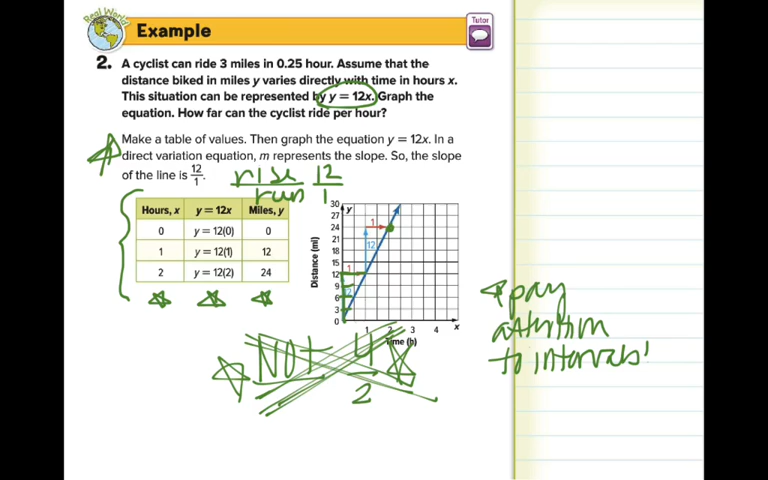 Real World
Example
Tutor
2. A cyclist can ride 3 miles in 0.25 hour. Assume that the
distance biked in miles y varies directly with time in hours x.
This situation can be represented by y = 12x. Graph the
equation. How far can the cyclist ride per hour?
Make a table of values. Then graph the equation y = 12x. In a
direct variation equation, m represents the slope. So, the slope
of the line is 12/1.
rise 12
run 1
Hours, x y = 12x Miles, y
0 y = 12(0) 0
1 y = 12(1) 12
2 y = 12(2) 24
Distance (mi)
30 y
27
24
21
18
15
12
9
6
3
0
1
12
1
1 2 3 4 x
Time (h)
* pay
attention
to intervals!
Not 4
2